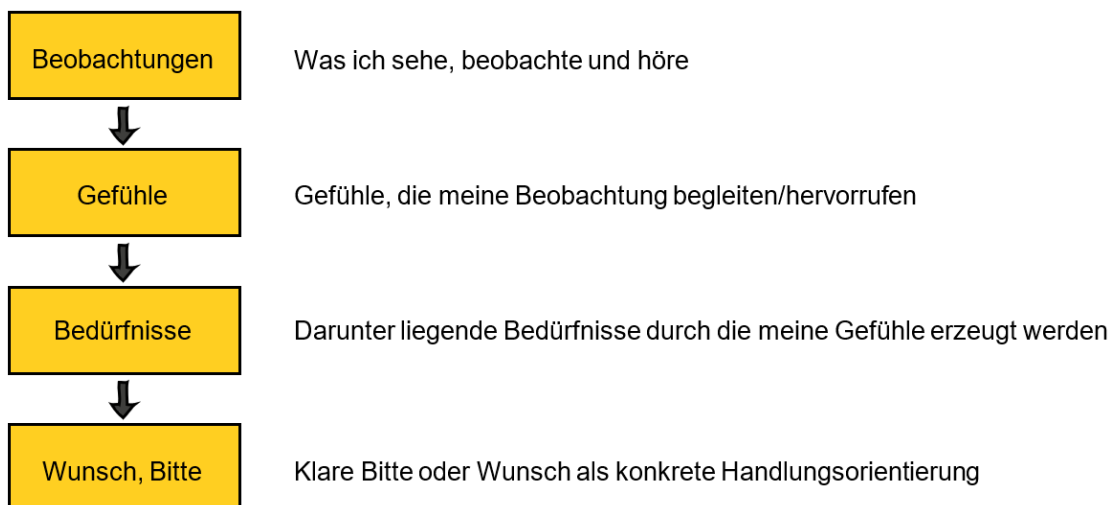 Beobachtungen
Was ich sehe, beobachte und höre
Gefühle
Gefühle, die meine Beobachtung begleiten/hervorrufen
Bedürfnisse
Darunter liegende Bedürfnisse durch die meine Gefühle erzeugt werden
Wunsch, Bitte
Klare Bitte oder Wunsch als konkrete Handlungsorientierung